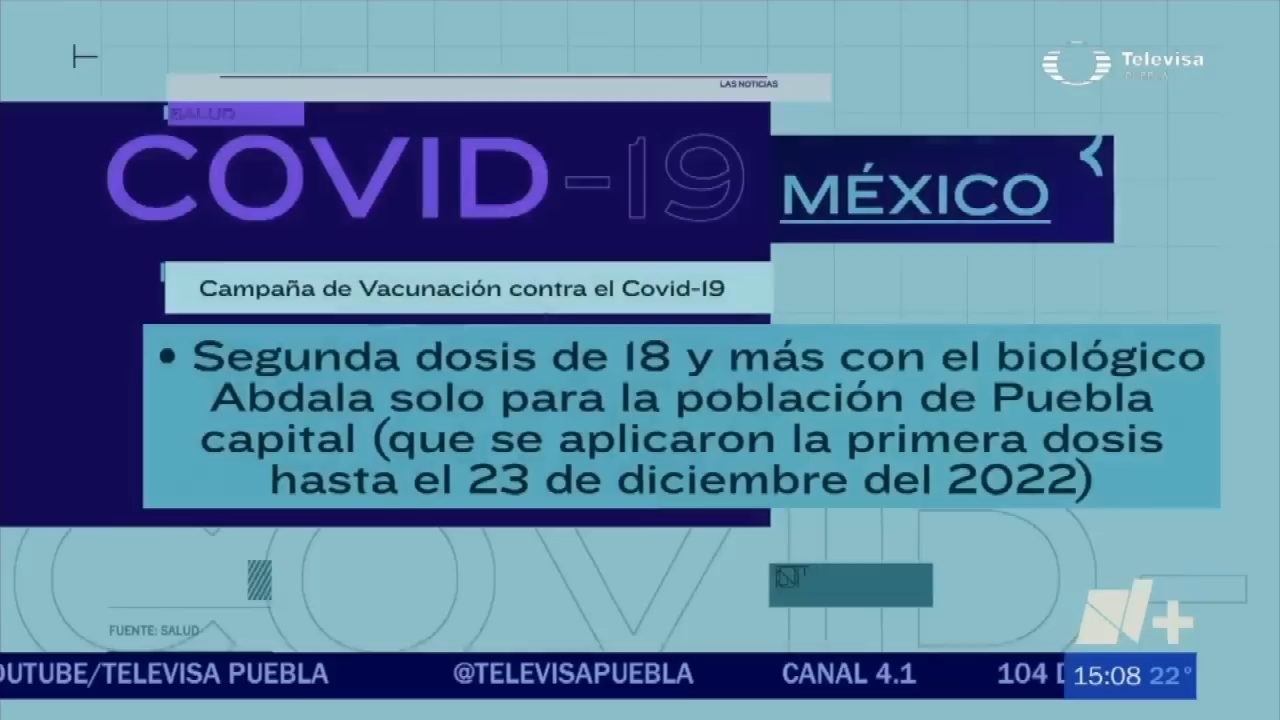 Televisa
PUEBLA
LAS NOTICIAS
SALUD
COVID-19
MÉXICO
Campaña de Vacunación contra el Covid-19
• Segunda dosis de 18 y más con el biológico
Abdala solo para la población de Puebla
capital (que se aplicaron la primera dosis
hasta el 23 de diciembre del 2022)
COVID-
FUENTE: SALUD
N+
OUTUBE/TELEVISA PUEBLA @TELEVISAPUEBLA CANAL 4.1 104
15:08 22°